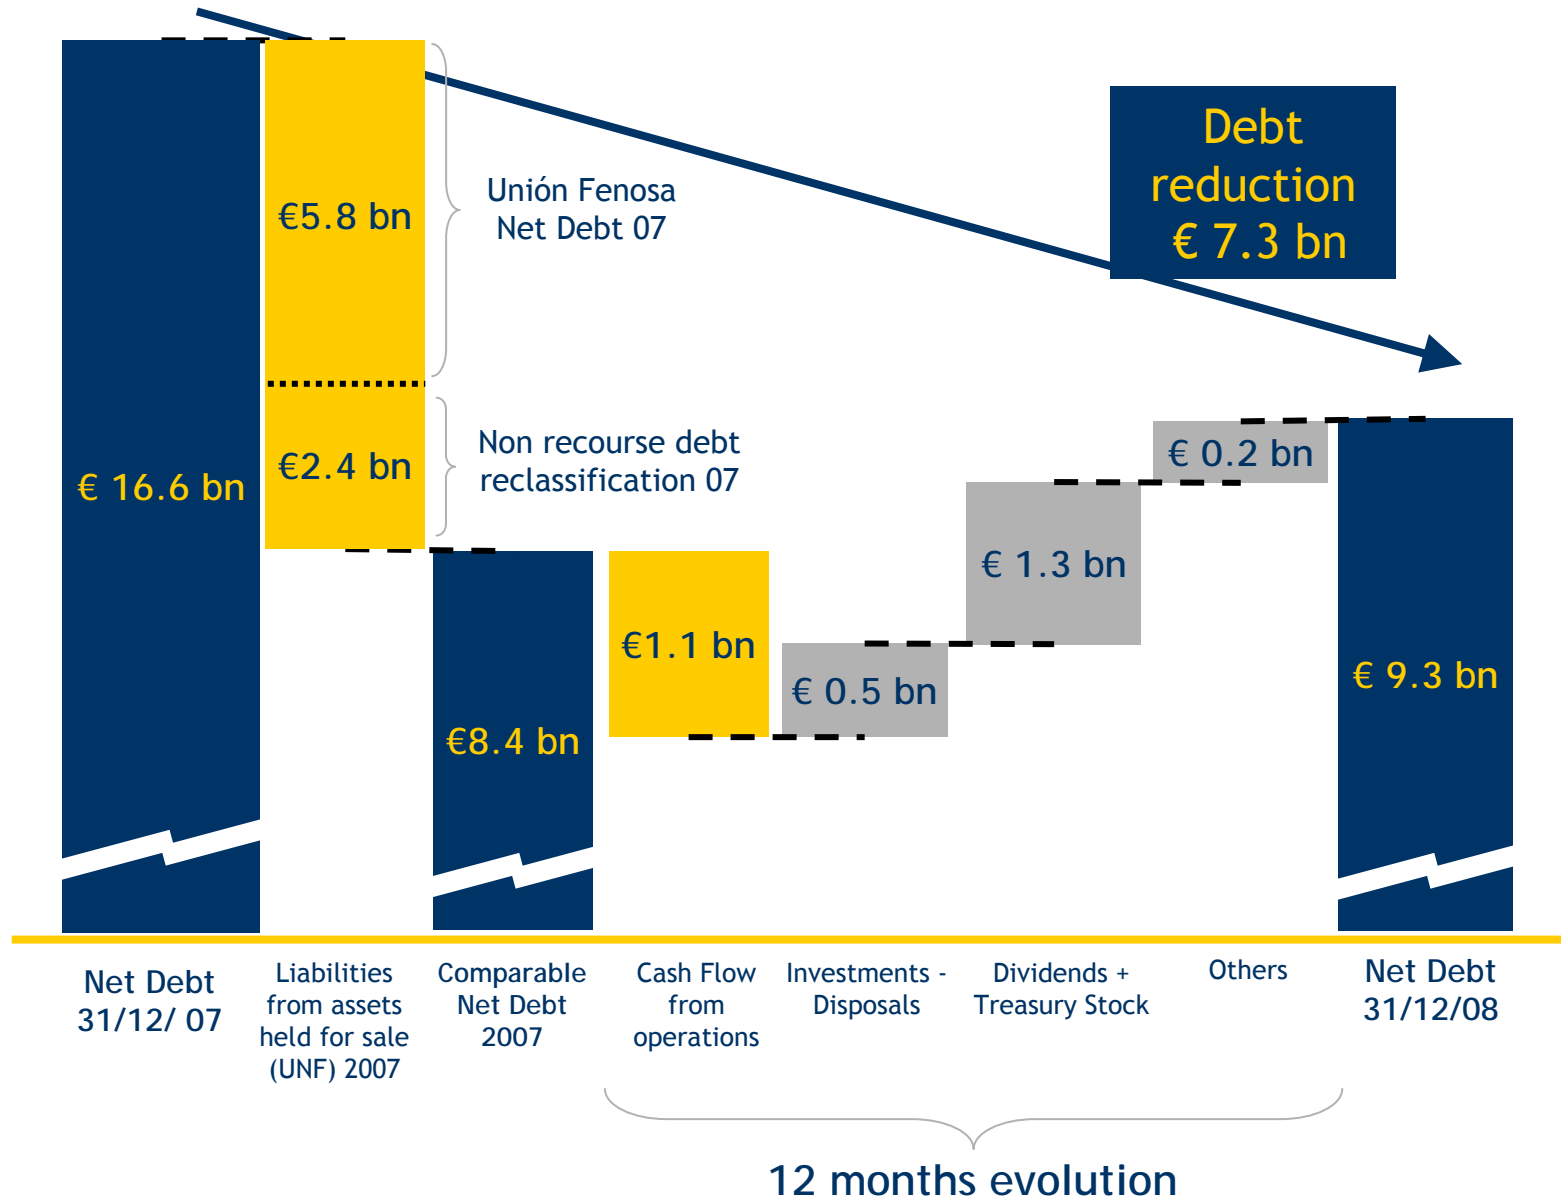 Debt
reduction
€ 7.3 bn
€5.8 bn
Unión Fenosa
Net Debt 07
€ 16.6 bn
€2.4 bn
Non recourse debt
reclassification 07
€8.4 bn
€1.1 bn
€ 0.5 bn
€ 1.3 bn
€ 0.2 bn
€ 9.3 bn
Net Debt
31/12/ 07
Liabilities
from assets
held for sale
(UNF) 2007
Comparable
Net Debt
2007
Cash Flow
from
operations
Investments -
Disposals
Dividends +
Treasury Stock
Others
Net Debt
31/12/08
12 months evolution